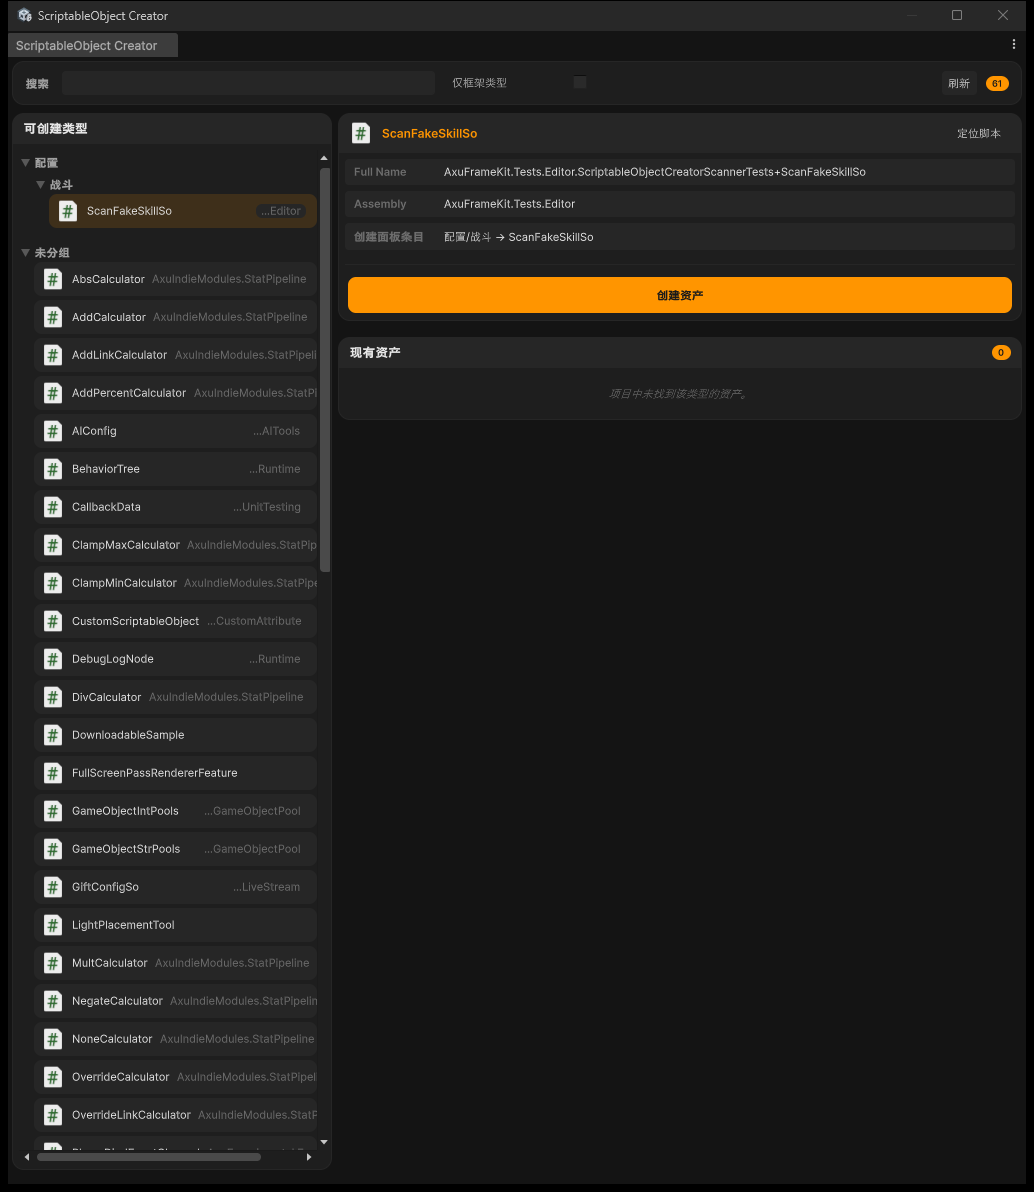 ScriptableObject Creator
ScriptableObject Creator
搜索
仅框架类型
刷新
61
可创建类型
配置
战斗
ScanFakeSkillSo ...Editor
未分组
AbsCalculator AxuIndieModules.StatPipeline
AddCalculator AxuIndieModules.StatPipeline
AddLinkCalculator AxuIndieModules.StatPipeli
AddPercentCalculator AxuIndieModules.StatP
AIConfig ...AITools
BehaviorTree ...Runtime
CallbackData ...UnitTesting
ClampMaxCalculator AxuIndieModules.StatPip
ClampMinCalculator AxuIndieModules.StatPipe
CustomScriptableObject ...CustomAttribute
DebugLogNode ...Runtime
DivCalculator AxuIndieModules.StatPipeline
DownloadableSample
FullScreenPassRendererFeature
GameObjectIntPools ...GameObjectPool
GameObjectStrPools ...GameObjectPool
GiftConfigSo ...LiveStream
LightPlacementTool
MultCalculator AxuIndieModules.StatPipeline
NegateCalculator AxuIndieModules.StatPipelin
NoneCalculator AxuIndieModules.StatPipeline
OverrideCalculator AxuIndieModules.StatPipel
OverrideLinkCalculator AxuIndieModules.StatP
ScanFakeSkillSo
定位脚本
Full Name AxuFrameKit.Tests.Editor.ScriptableObjectCreatorScannerTests+ScanFakeSkillSo
Assembly AxuFrameKit.Tests.Editor
创建面板条目 配置/战斗 → ScanFakeSkillSo
创建资产
现有资产
0
项目中未找到该类型的资产。